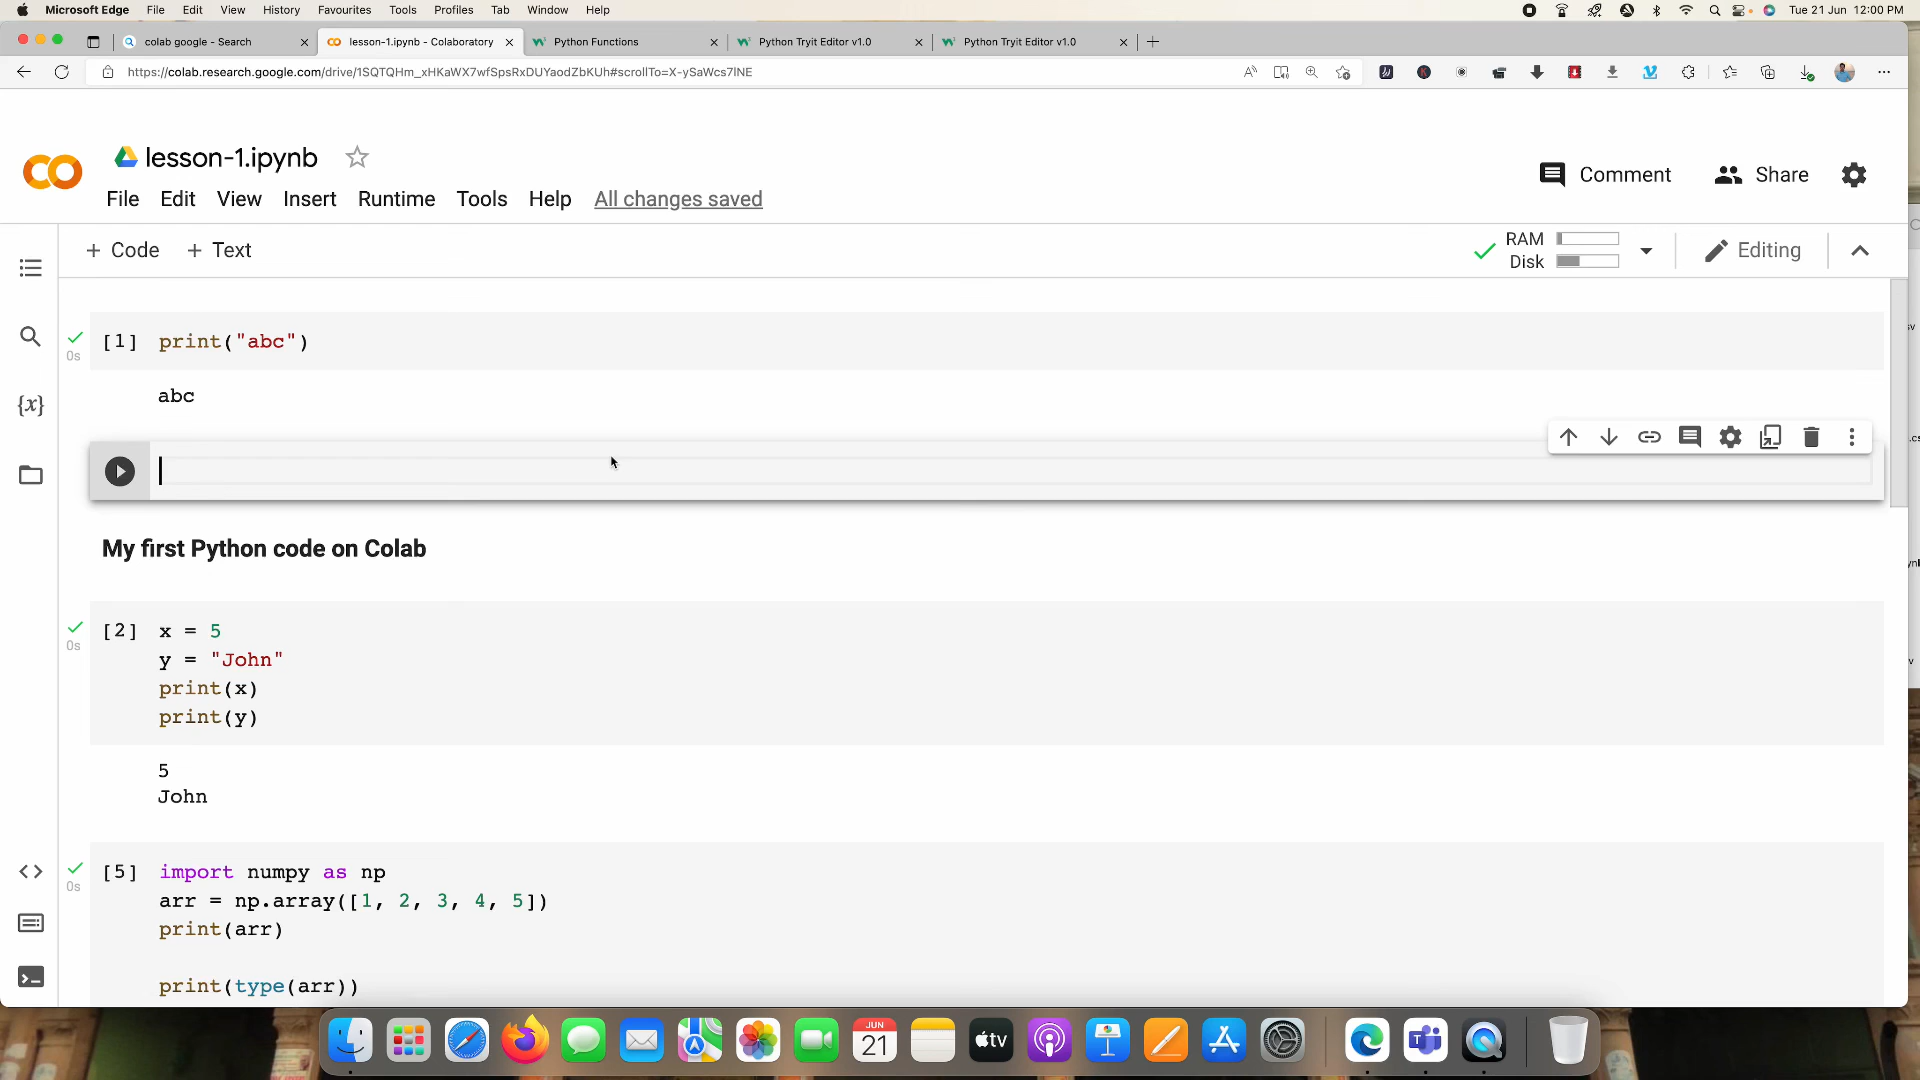 Microsoft Edge File Edit View History Favourites Tools Profiles Tab Window Help Tue 21 Jun 12:00 PM
colab google - Search lesson-1.ipynb - Colaboratory Python Functions Python Tryit Editor v1.0 Python Tryit Editor v1.0
https://colab.research.google.com/drive/1SQTQHm_xHKaWX7wfSpsRxDUYaodZbKUh#scrollTo=X-ySaWcs7lNE
lesson-1.ipynb
File Edit View Insert Runtime Tools Help All changes saved
Comment Share
+ Code + Text
RAM
Disk
Editing
[1] print("abc")
0s
abc
{x}
My first Python code on Colab
[2] x = 5
0s
y = "John"
print(x)
print(y)
5
John
[5] import numpy as np
0s
arr = np.array([1, 2, 3, 4, 5])
print(arr)
print(type(arr))
JUN
21
tv